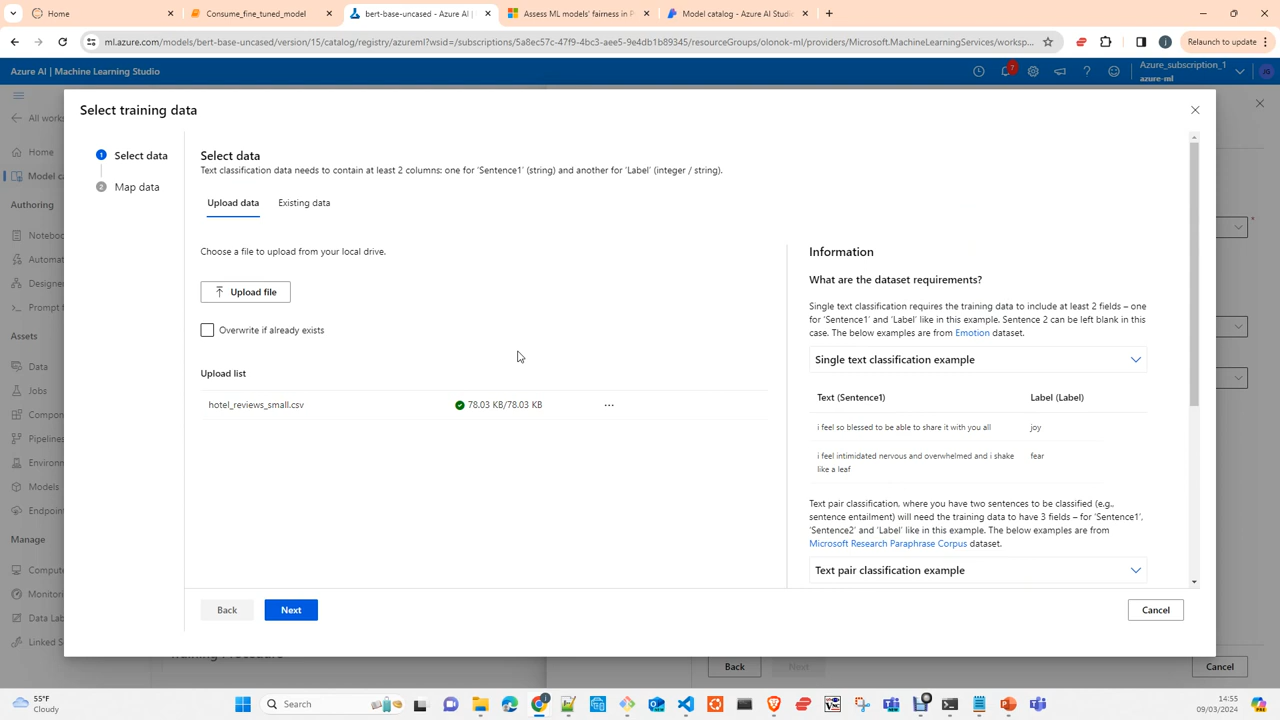 Home
Consume_fine_tuned_model
bert-base-uncased - Azure AI |
Assess ML models' fairness in P
Model catalog - Azure AI Studio
ml.azure.com/models/bert-base-uncased/version/15/catalog/registry/azureml?wsid=/subscriptions/5a8ec57c-47f9-4bc3-aee5-9e4db1b89345/resourceGroups/olonok-ml/providers/Microsoft.MachineLearningServices/worksp...
Relaunch to update
Azure AI | Machine Learning Studio
7
Azure_subscription_1
azure-ml
All work
Home
Model ca
Authoring
Noteboo
Automat
Designer
Prompt f
Assets
Data
Jobs
Compo
Pipelines
Environm
Models
Endpoin
Manage
Comput
Monitori
Data Lab
Linked S
Select training data
1 Select data
2 Map data
Select data
Text classification data needs to contain at least 2 columns: one for 'Sentence1' (string) and another for 'Label' (integer / string).
Upload data
Existing data
Choose a file to upload from your local drive.
Upload file
Overwrite if already exists
Upload list
hotel_reviews_small.csv
78.03 KB/78.03 KB
...
Information
What are the dataset requirements?
Single text classification requires the training data to include at least 2 fields – one
for 'Sentence1' and 'Label' like in this example. Sentence 2 can be left blank in this
case. The below examples are from Emotion dataset.
Single text classification example
Text (Sentence1)
Label (Label)
i feel so blessed to be able to share it with you all
joy
i feel intimidated nervous and overwhelmed and i shake
like a leaf
fear
Text pair classification, where you have two sentences to be classified (e.g.,
sentence entailment) will need the training data to have 3 fields – for 'Sentence1',
'Sentence2' and 'Label' like in this example. The below examples are from
Microsoft Research Paraphrase Corpus dataset.
Text pair classification example
Back
Next
Cancel
Back
Next
Cancel
55°F
Cloudy
Search
14:55
09/03/2024